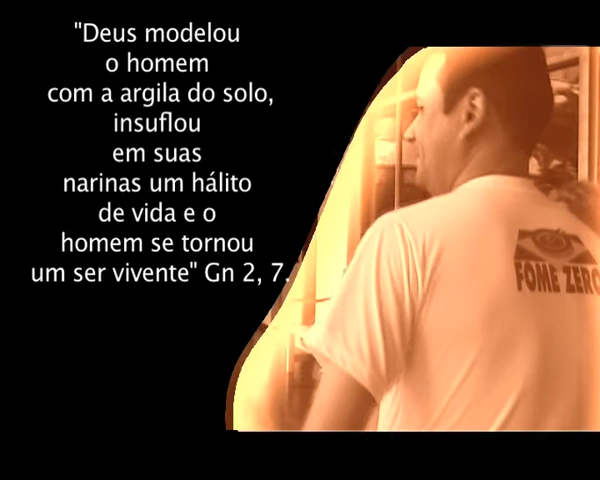 "Deus modelou
o homem
com a argila do solo,
insuflou
em suas
narinas um hálito
de vida e o
homem se tornou
um ser vivente" Gn 2, 7.
FOME ZERO